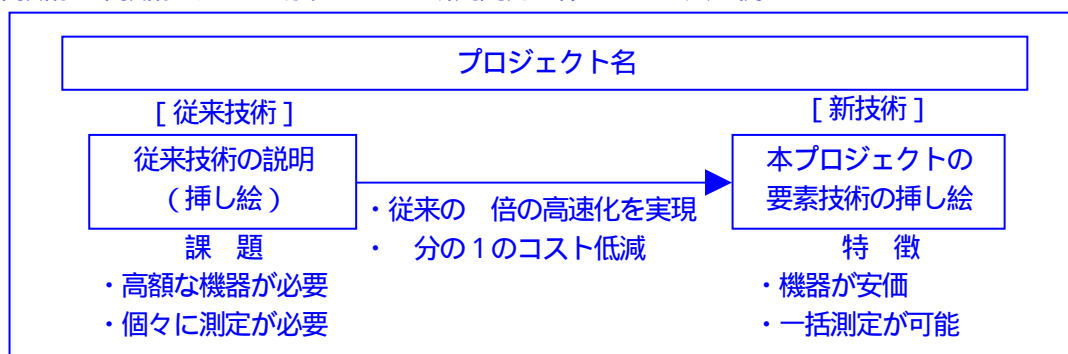 プロジェクト名
[ 従来技術 ]
[ 新技術 ]
従来技術の説明
( 挿し絵 )
本プロジェクトの
要素技術の挿し絵
・従来の　倍の高速化を実現
・　分の１のコスト低減
課　題
・高額な機器が必要
・個々に測定が必要
特　徴
・機器が安価
・一括測定が可能